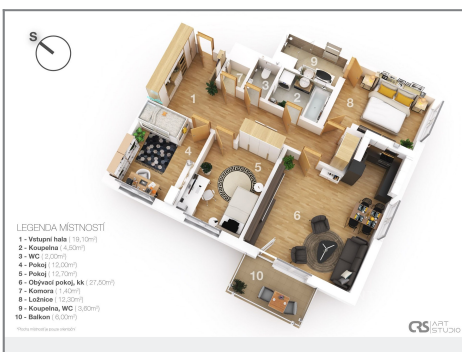 S
1
2
3
4
5
6
7
8
9
10
LEGENDA MÍSTNOSTÍ
1 - Vstupní hala | 19,10m²
2 - Koupelna | 4,50m²
3 - WC | 2,00m²
4 - Pokoj | 12,00m²
5 - Pokoj | 12,70m²
6 - Obývací pokoj, kk | 27,50m²
7 - Komora | 1,40m²
8 - Ložnice | 12,30m²
9 - Koupelna, WC | 3,80m²
10 - Balkon | 6,00m²
CRS ART STUDIO